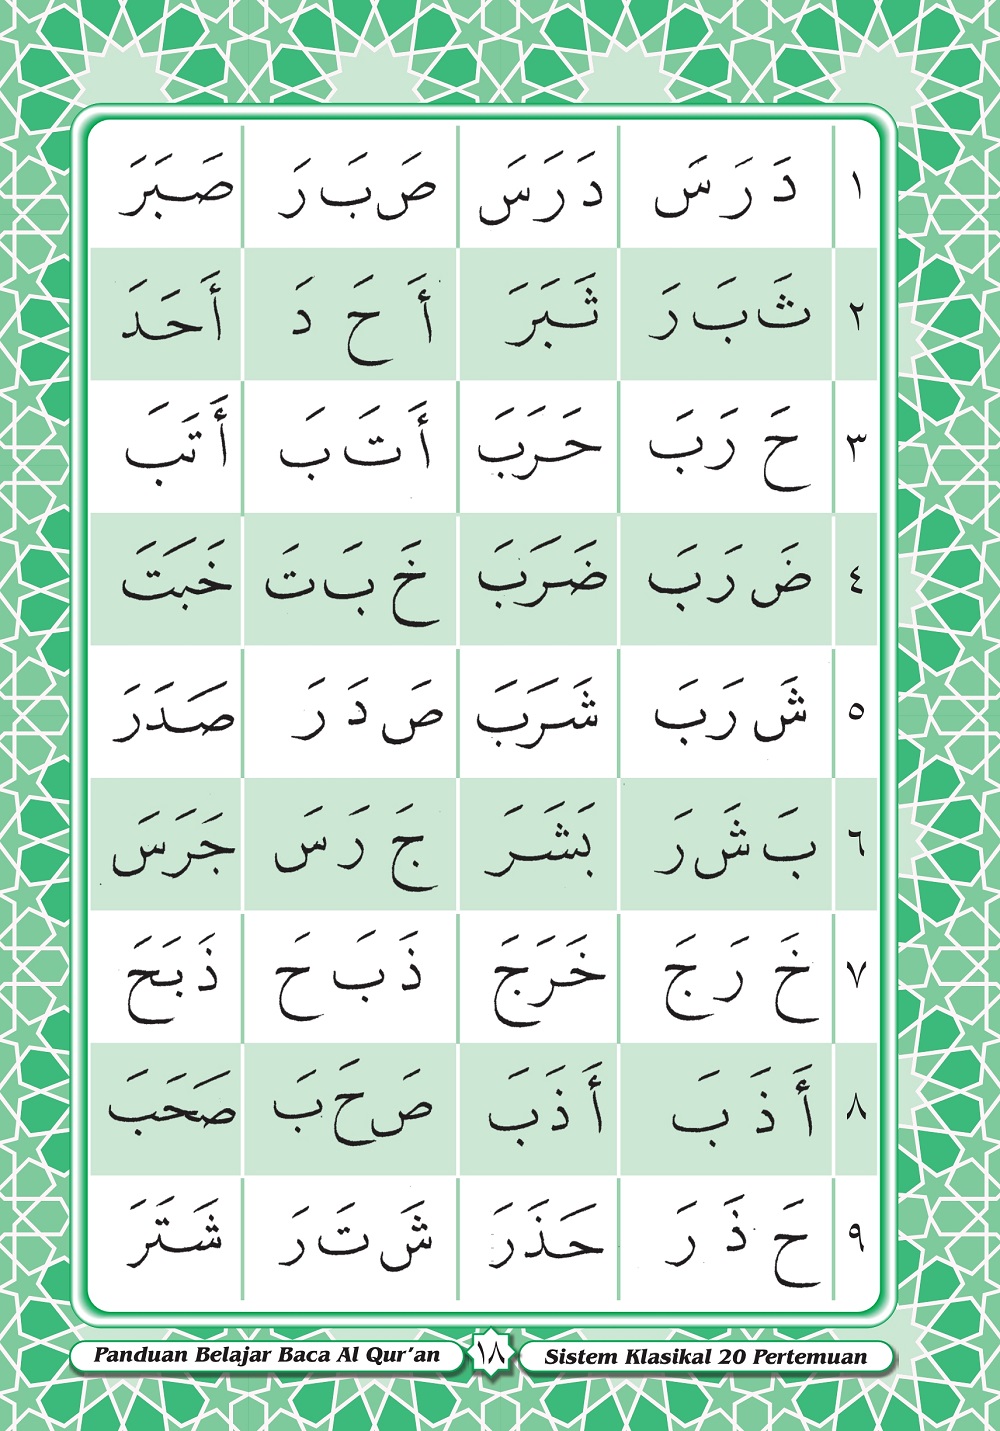 ١ دَ رَ سَ دَرَسَ صَ بَ رَ صَبَرَ
٢ ثَ بَ رَ ثَبَرَ أَ حَ دَ أَحَدَ
٣ حَ رَ بَ حَرَبَ أَ تَ بَ أَتَبَ
٤ ضَ رَ بَ ضَرَبَ خَ بَ تَ خَبَتَ
٥ شَ رَ بَ شَرَبَ صَ دَ رَ صَدَرَ
٦ بَ شَ رَ بَشَرَ جَ رَ سَ جَرَسَ
٧ خَ رَ جَ خَرَجَ ذَ بَ حَ ذَبَحَ
٨ أَ ذَ بَ أَذَبَ صَ حَ بَ صَحَبَ
٩ حَ ذَ رَ حَذَرَ شَ تَ رَ شَتَرَ
Panduan Belajar Baca Al Qur'an ١٨ Sistem Klasikal 20 Pertemuan